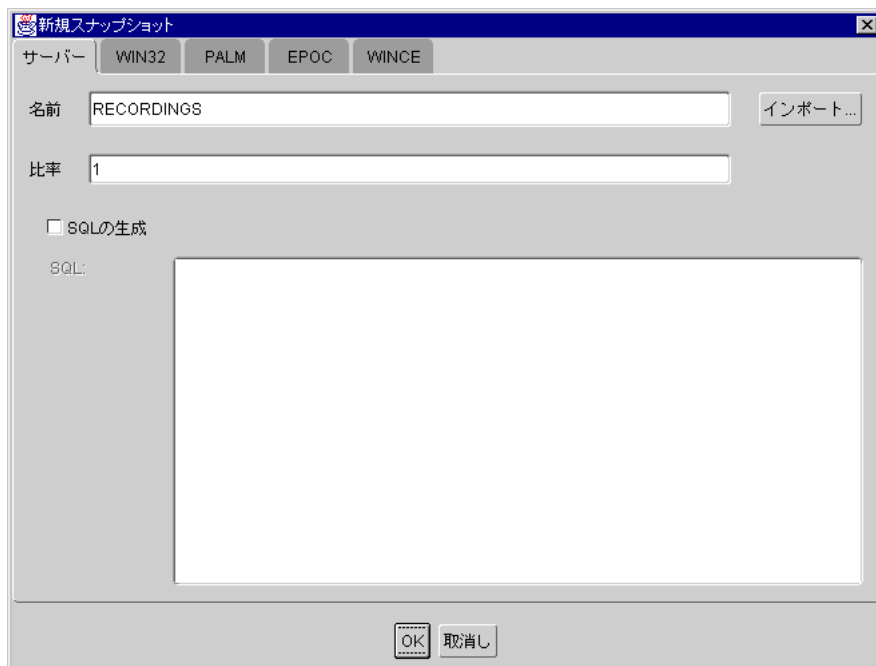 新規スナップショット
サーバー WIN32 PALM EPOC WINCE
名前 RECORDINGS インポート...
比率 1
SQLの生成
SQL:
OK 取消し